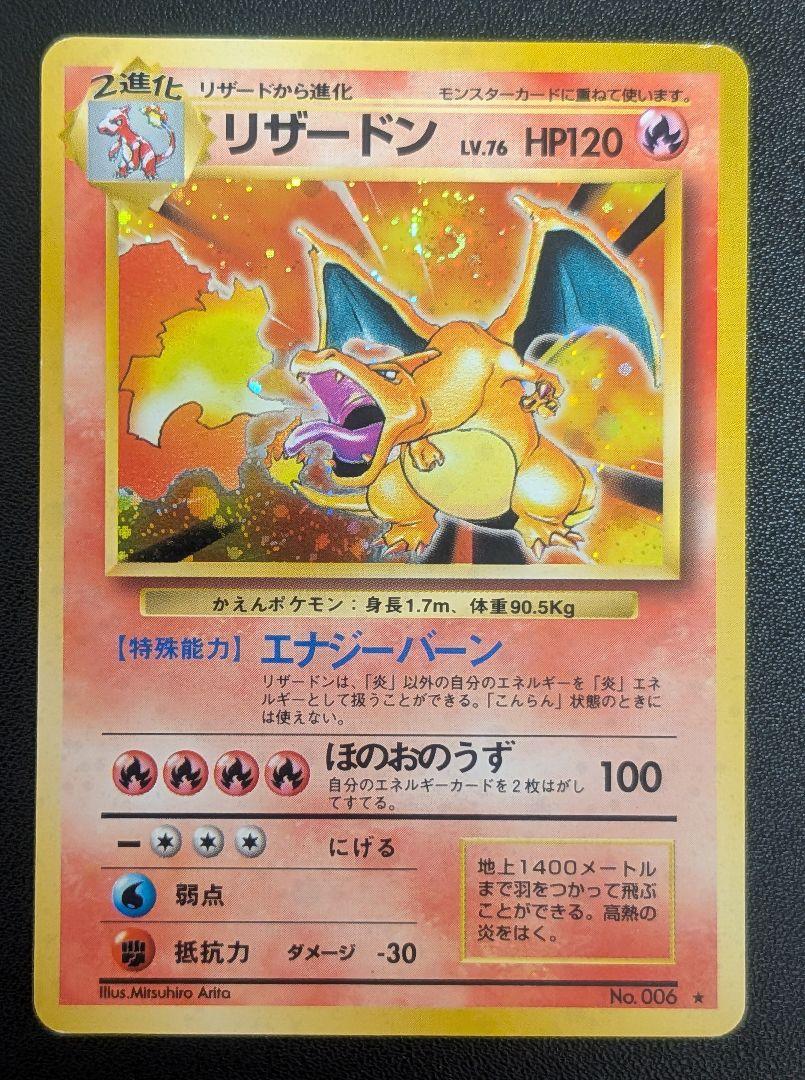 2進化 リザードから進化 モンスターカードに重ねて使います。
リザードン LV.76 HP120
かえんポケモン：身長1.7m、体重90.5Kg
【特殊能力】 エナジーバーン
リザードンは、「炎」以外の自分のエネルギーを「炎」エネ
ルギーとして扱うことができる。「こんらん」状態のときに
は使えない。
ほのおのうず 100
自分のエネルギーカードを2枚はがし
てすてる。
にげる
弱点
抵抗力 ダメージ -30
地上1400メートル
まで羽をつかって飛ぶ
ことができる。高熱の
炎をはく。
Illus.Mitsuhiro Arita No. 006 ★